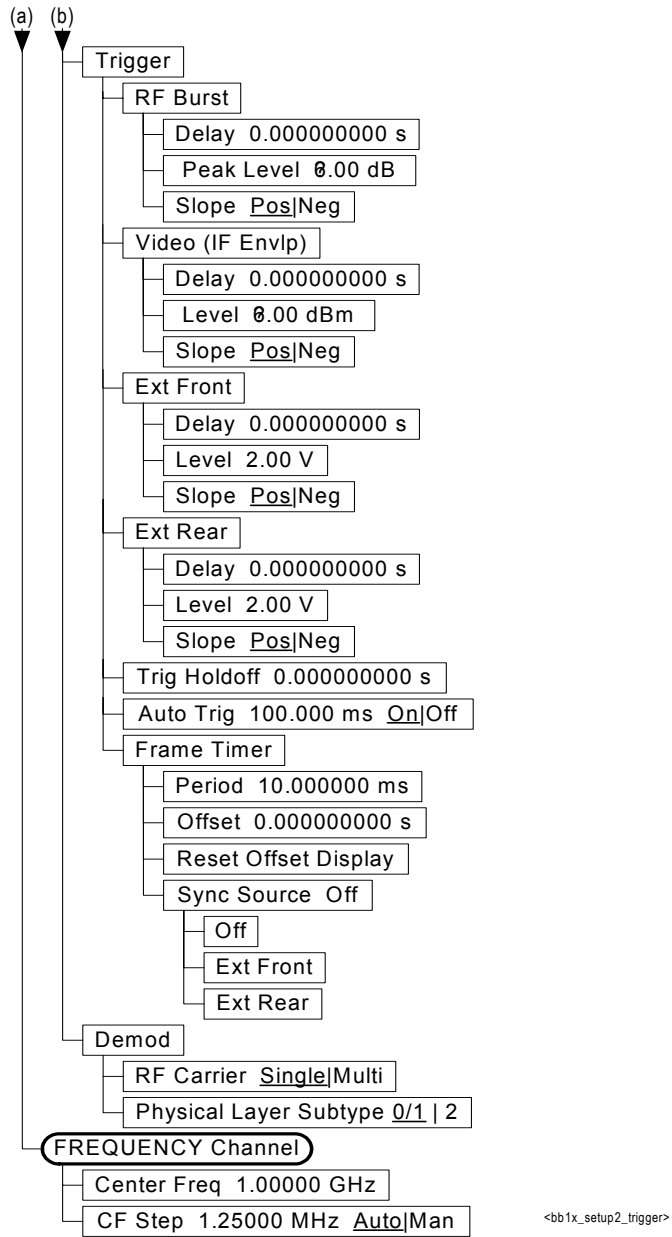 (a) (b)
Trigger
RF Burst
Delay 0.000000000 s
Peak Level .00 dB
Slope Pos|Neg
Video (IF Envlp)
Delay 0.000000000 s
Level .00 dBm
Slope Pos|Neg
Ext Front
Delay 0.000000000 s
Level 2.00 V
Slope Pos|Neg
Ext Rear
Delay 0.000000000 s
Level 2.00 V
Slope Pos|Neg
Trig Holdoff 0.000000000 s
Auto Trig 100.000 ms On|Off
Frame Timer
Period 10.000000 ms
Offset 0.000000000 s
Reset Offset Display
Sync Source Off
Off
Ext Front
Ext Rear
Demod
RF Carrier Single|Multi
Physical Layer Subtype 0/1 | 2
FREQUENCY Channel
Center Freq 1.00000 GHz
CF Step 1.25000 MHz Auto|Man
<bb1x_setup2_trigger>